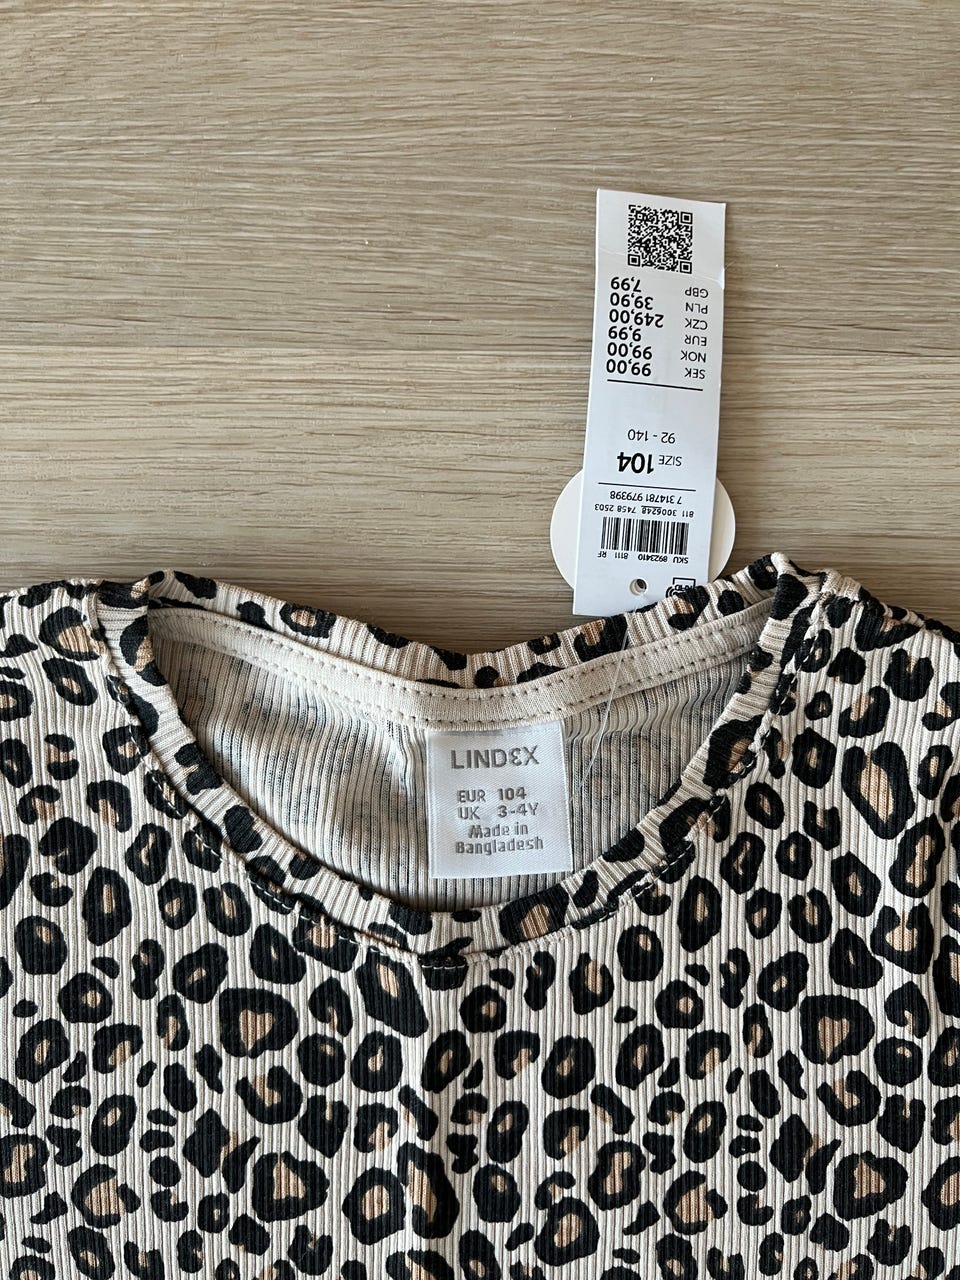 SKU 8923410 8111 RF
7 314781 979398
811 3006248 7458 2503
SIZE 104
92 - 140
SEK 99,00
NOK 99,00
EUR 9,99
CZK 249,00
PLN 39,90
GBP 7,99
LINDEX
EUR 104
UK 3-4Y
Made in
Bangladesh